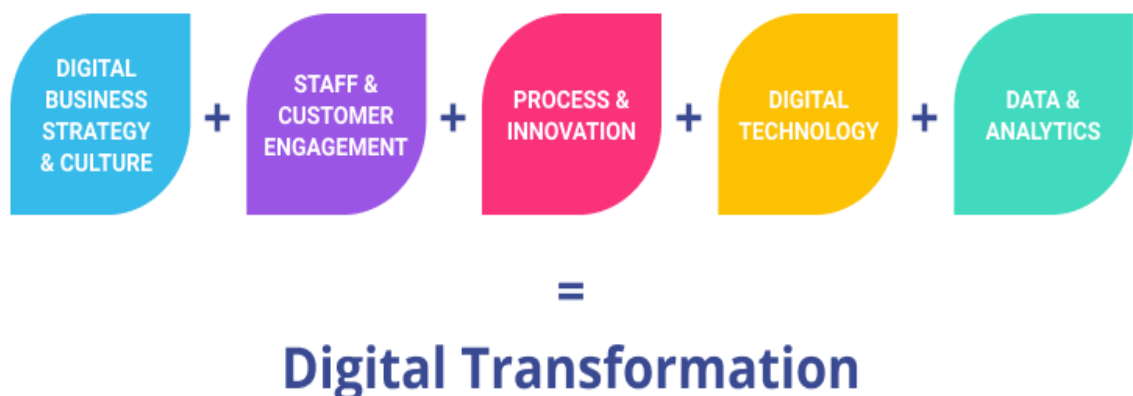 DIGITAL
BUSINESS
STRATEGY
& CULTURE
+
STAFF &
CUSTOMER
ENGAGEMENT
+
PROCESS &
INNOVATION
+
DIGITAL
TECHNOLOGY
+
DATA &
ANALYTICS
=
Digital Transformation